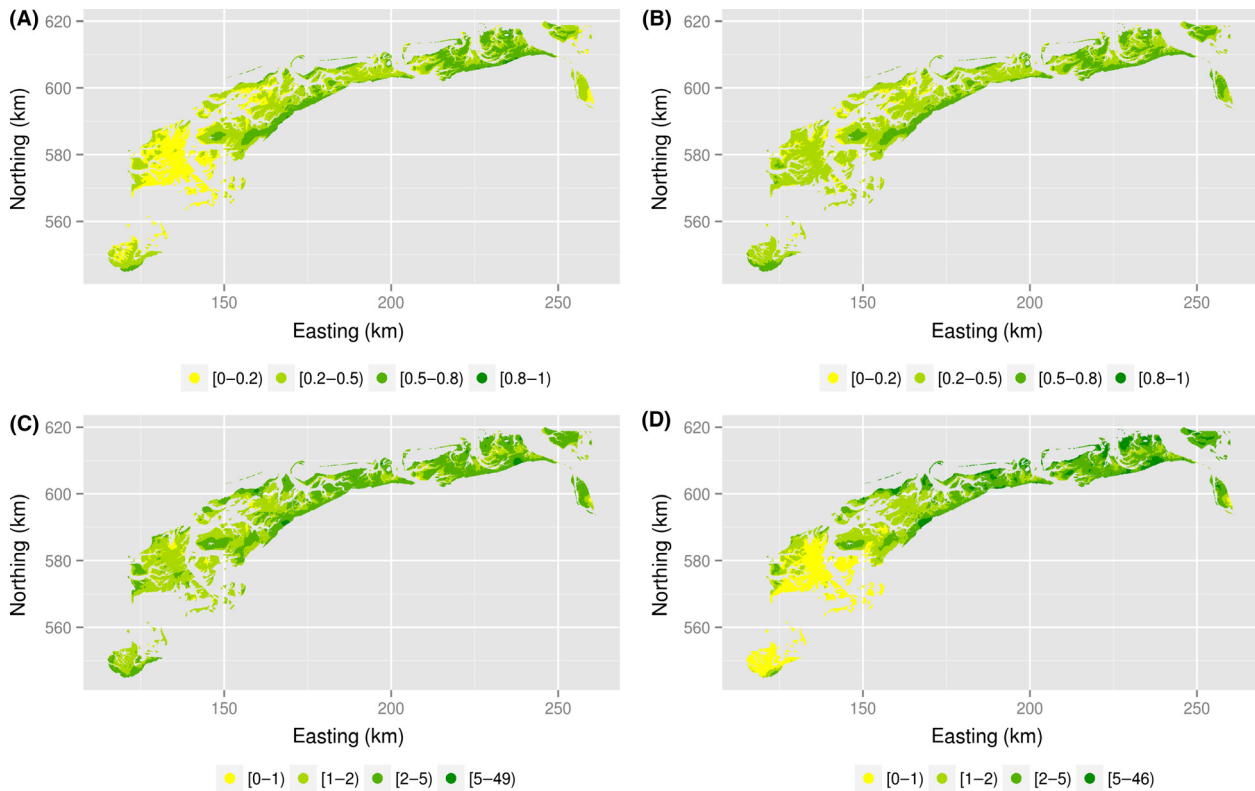 (A)
620
600
580
560
Northing (km)
150 200 250
Easting (km)
[0–0.2) [0.2–0.5) [0.5–0.8) [0.8–1)
(B)
620
600
580
560
Northing (km)
150 200 250
Easting (km)
[0–0.2) [0.2–0.5) [0.5–0.8) [0.8–1)
(C)
620
600
580
560
Northing (km)
150 200 250
Easting (km)
[0–1) [1–2) [2–5) [5–49)
(D)
620
600
580
560
Northing (km)
150 200 250
Easting (km)
[0–1) [1–2) [2–5) [5–46)